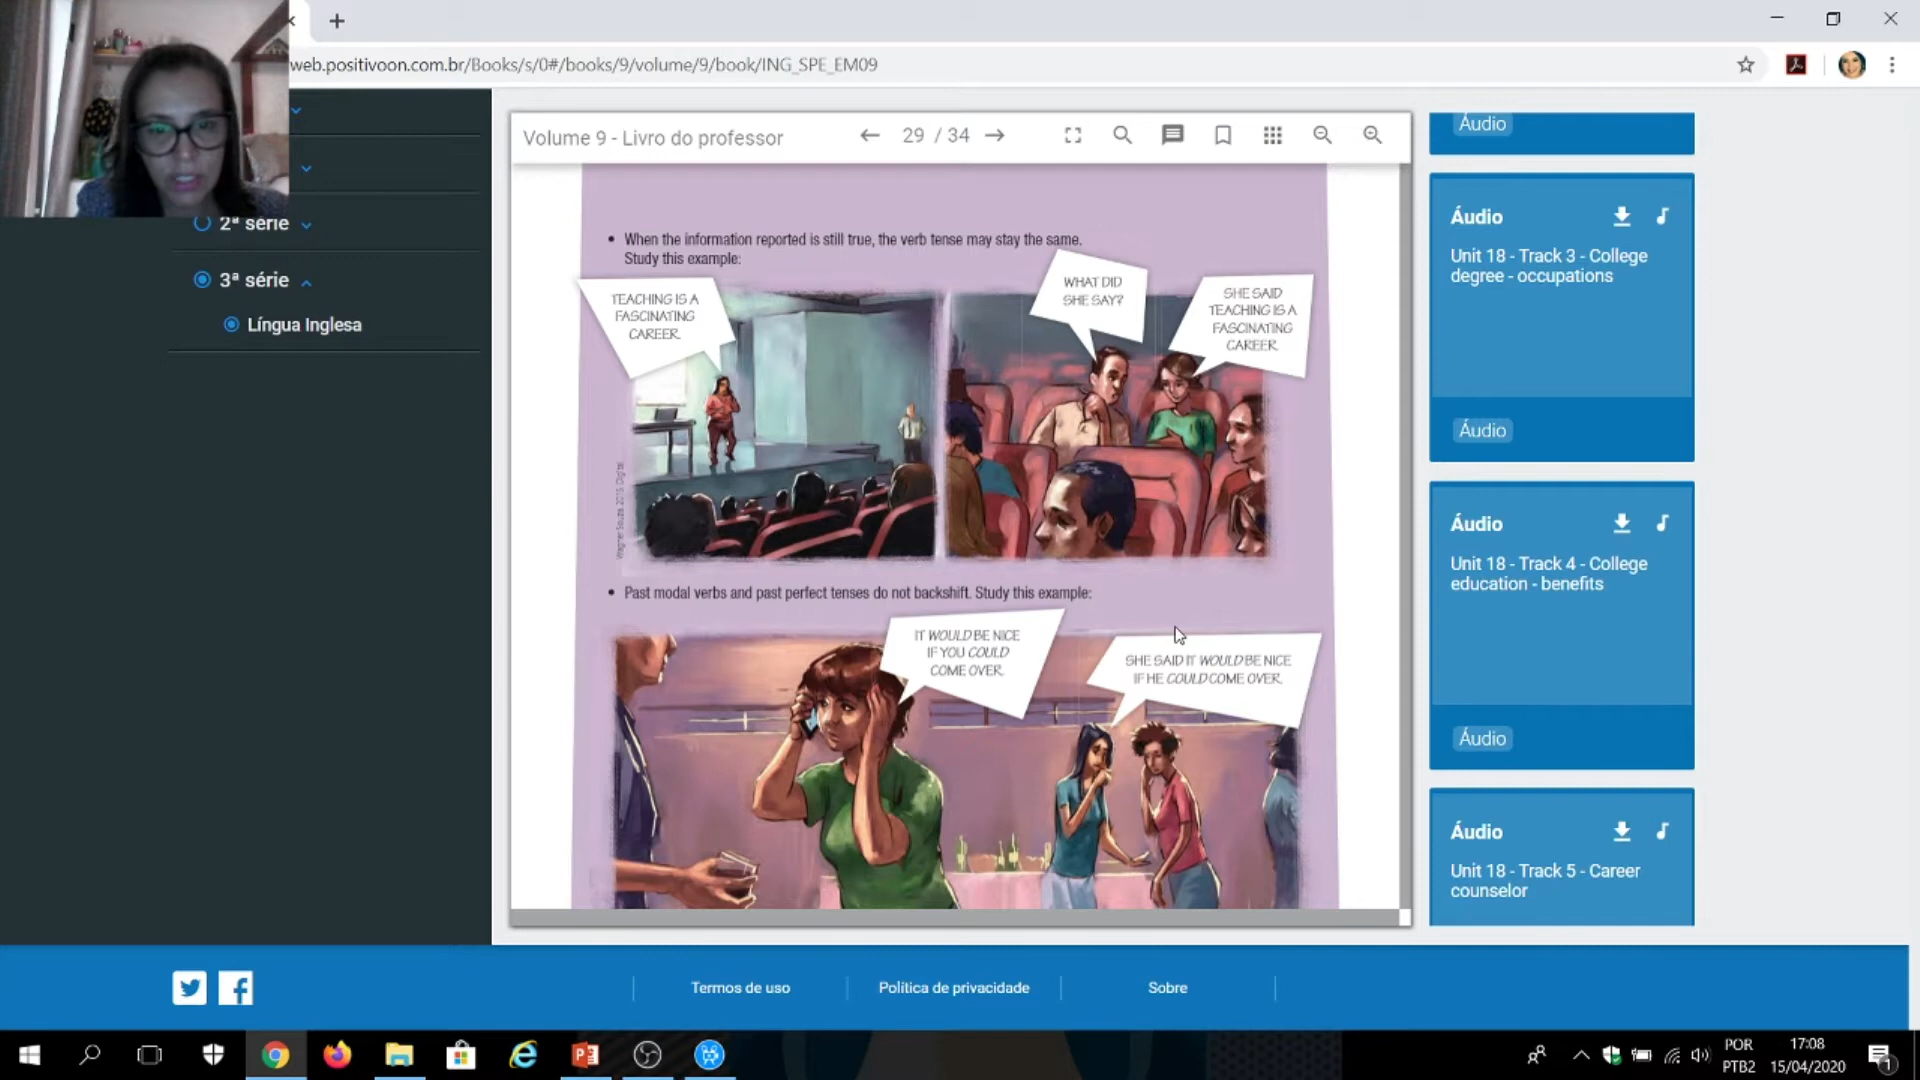 web.positivoon.com.br/Books/s/0#/books/9/volume/9/book/ING_SPE_EM09
2ª série
3ª série
Língua Inglesa
Volume 9 - Livro do professor
29 / 34
• When the information reported is still true, the verb tense may stay the same.
Study this example:
TEACHING IS A
FASCINATING
CAREER.
WHAT DID
SHE SAY?
SHE SAID
TEACHING IS A
FASCINATING
CAREER.
Wagner Souza. 2015. Digital.
• Past modal verbs and past perfect tenses do not backshift. Study this example:
IT WOULD BE NICE
IF YOU COULD
COME OVER.
SHE SAID IT WOULD BE NICE
IF HE COULD COME OVER.
Áudio
Áudio
Unit 18 - Track 3 - College
degree - occupations
Áudio
Áudio
Unit 18 - Track 4 - College
education - benefits
Áudio
Áudio
Unit 18 - Track 5 - Career
counselor
Termos de uso
Política de privacidade
Sobre
POR
PTB2
17:08
15/04/2020
1